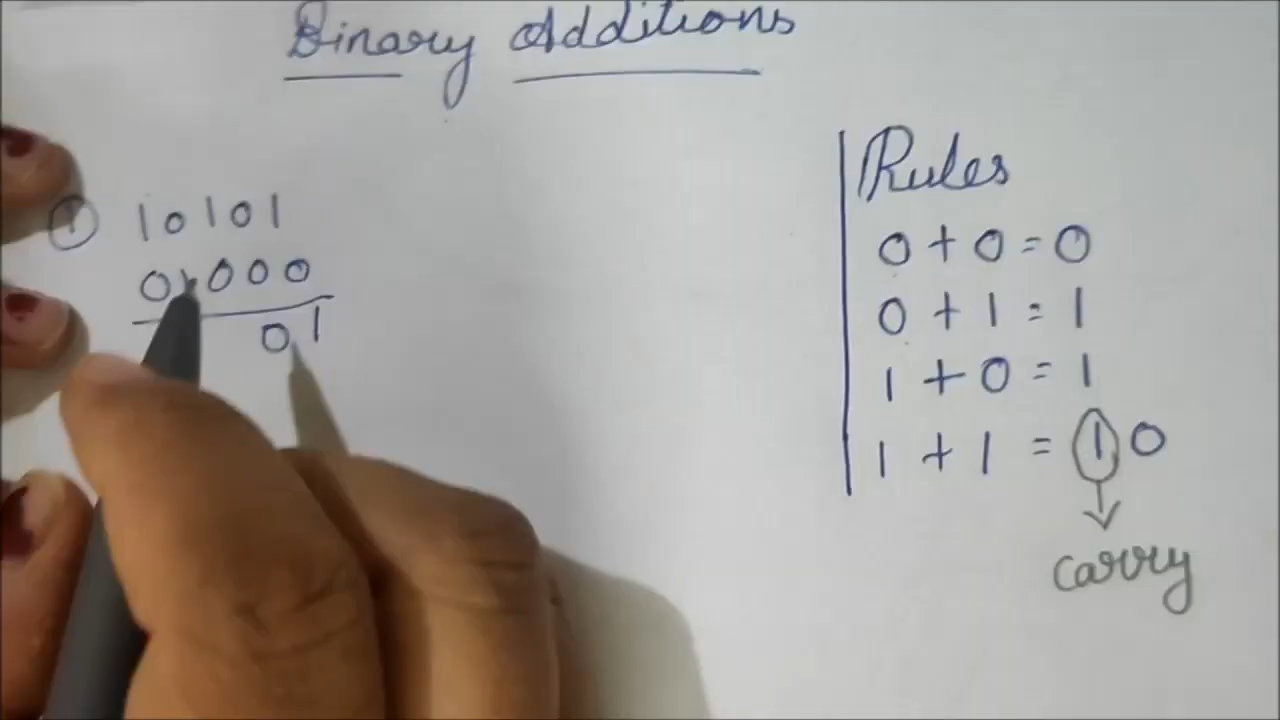 Binary Additions
① 10101
01000
01
Rules
0 + 0 = 0
0 + 1 = 1
1 + 0 = 1
1 + 1 = 10
carry